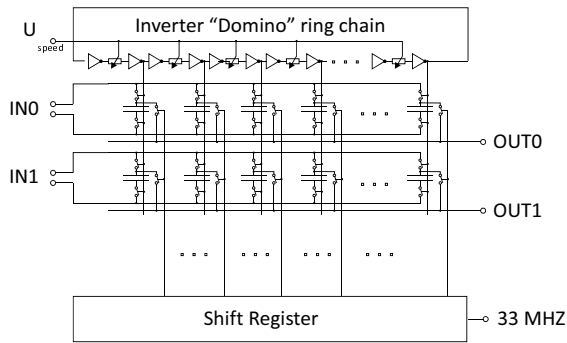 Inverter “Domino” ring chain
U
speed
IN0
OUT0
IN1
OUT1
Shift Register
33 MHZ